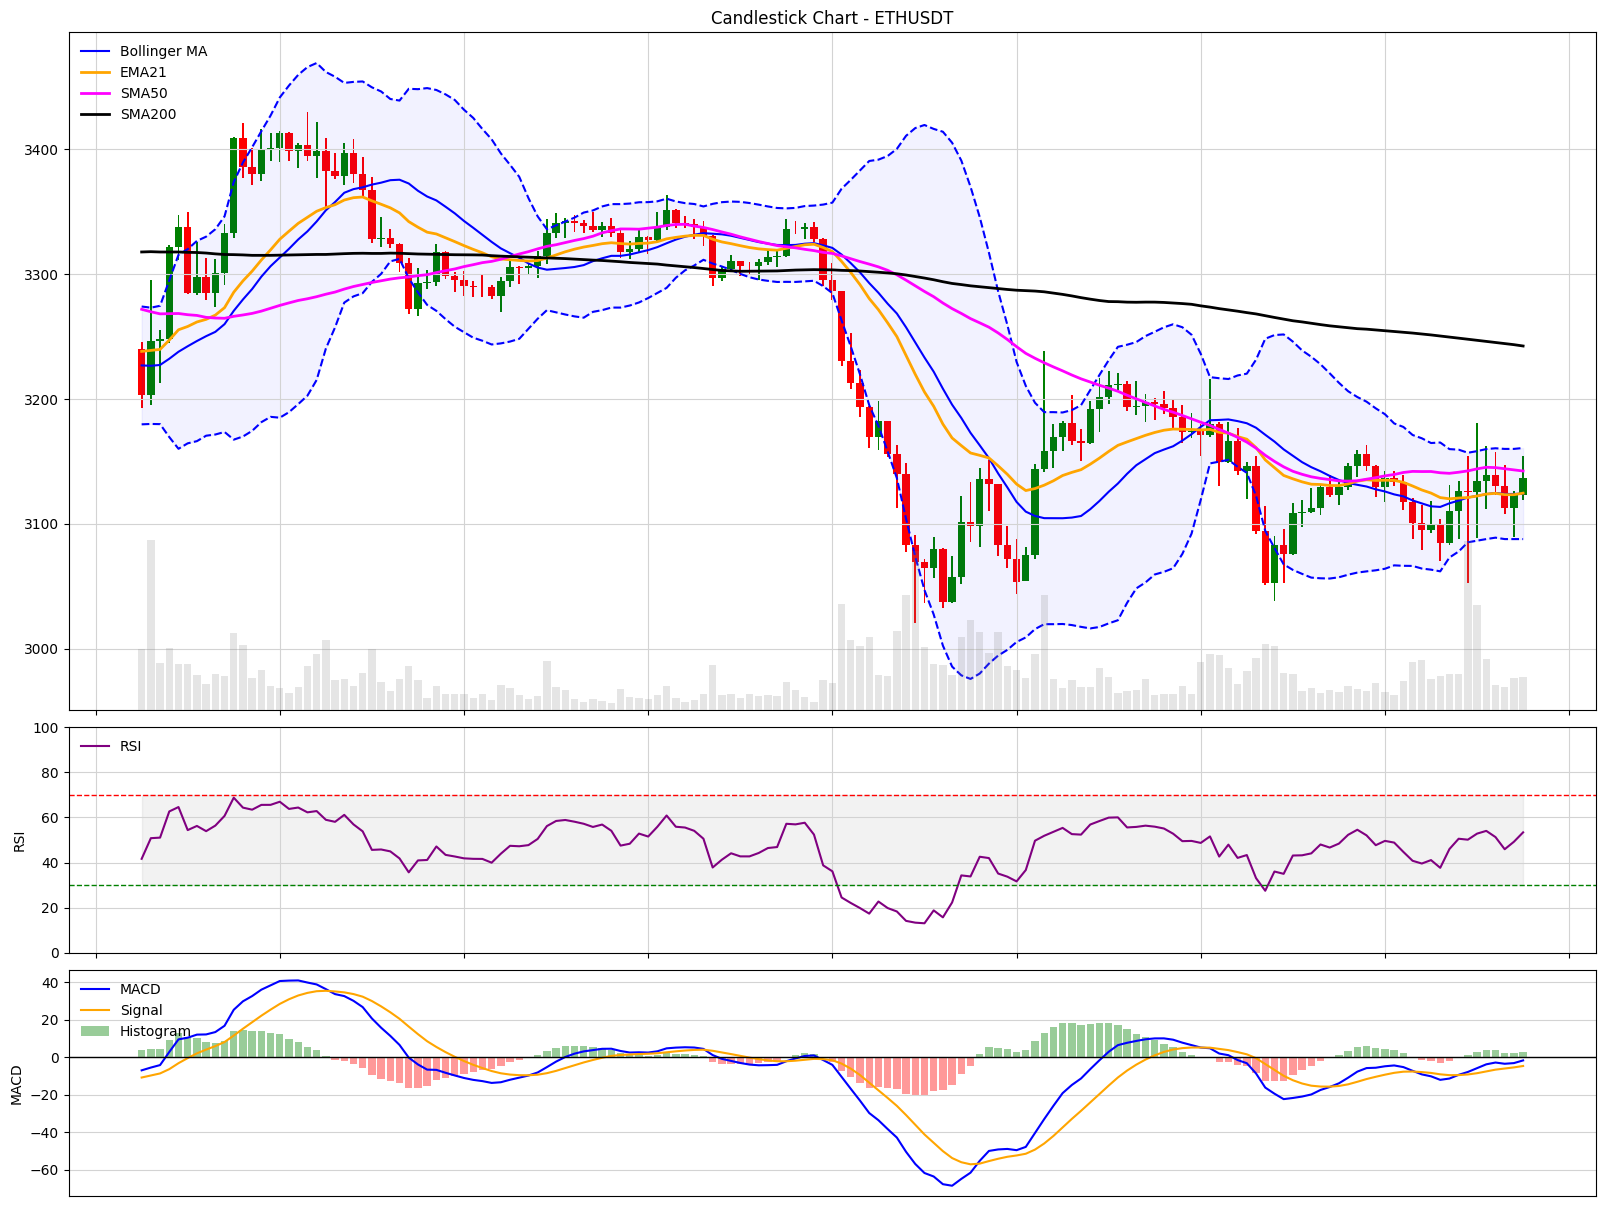 Candlestick Chart - ETHUSDT
Bollinger MA
EMA21
SMA50
SMA200
3400
3300
3200
3100
3000
RSI
100
80
60
40
20
0
RSI
MACD
Signal
Histogram
40
20
0
−20
−40
−60
MACD